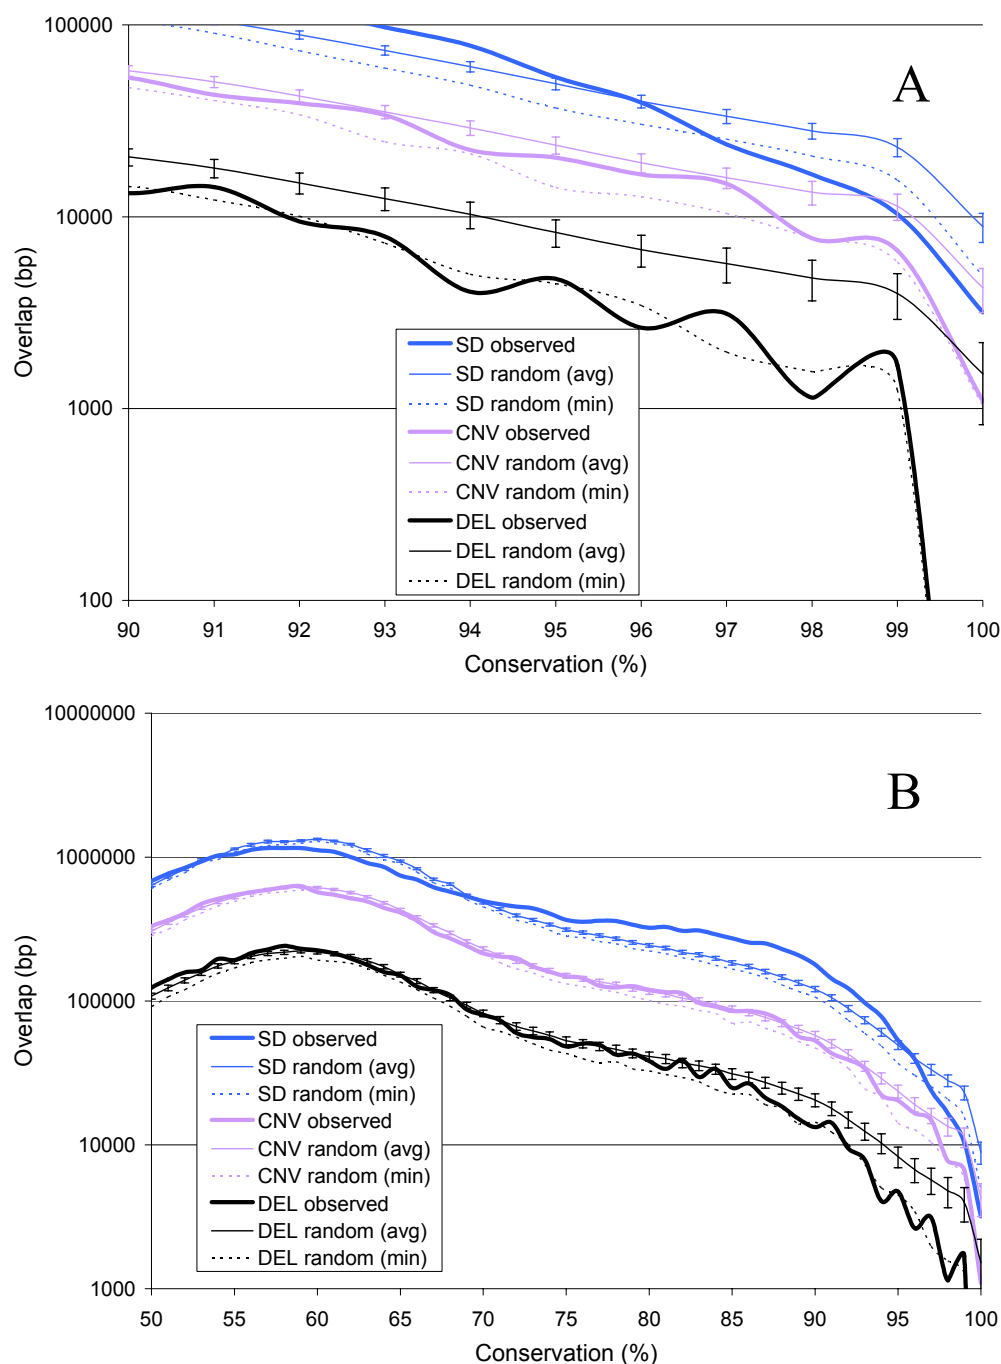 100000
10000
1000
100
Overlap (bp)
A
SD observed
SD random (avg)
SD random (min)
CNV observed
CNV random (avg)
CNV random (min)
DEL observed
DEL random (avg)
DEL random (min)
90 91 92 93 94 95 96 97 98 99 100
Conservation (%)
10000000
1000000
100000
10000
1000
Overlap (bp)
B
SD observed
SD random (avg)
SD random (min)
CNV observed
CNV random (avg)
CNV random (min)
DEL observed
DEL random (avg)
DEL random (min)
50 55 60 65 70 75 80 85 90 95 100
Conservation (%)